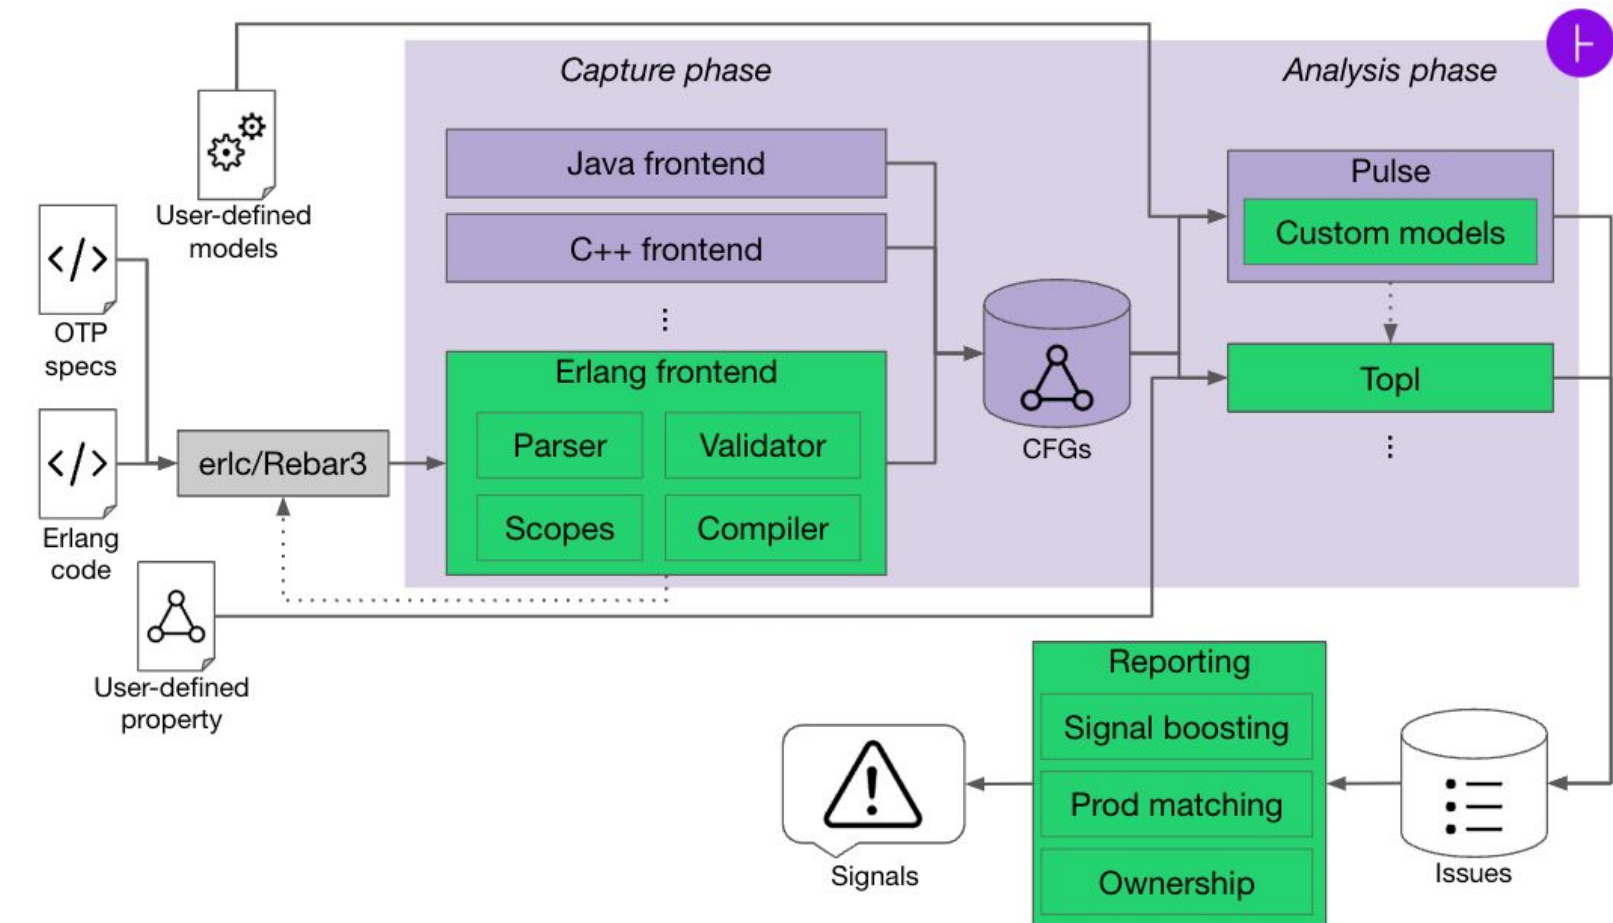 Capture phase
Analysis phase
Java frontend
C++ frontend
⋮
Erlang frontend
Parser
Validator
Scopes
Compiler
User-defined
models
</>
OTP
specs
</>
Erlang
code
erlc/Rebar3
User-defined
property
CFGs
Pulse
Custom models
Topl
⋮
Reporting
Signal boosting
Prod matching
Ownership
!
Signals
Issues